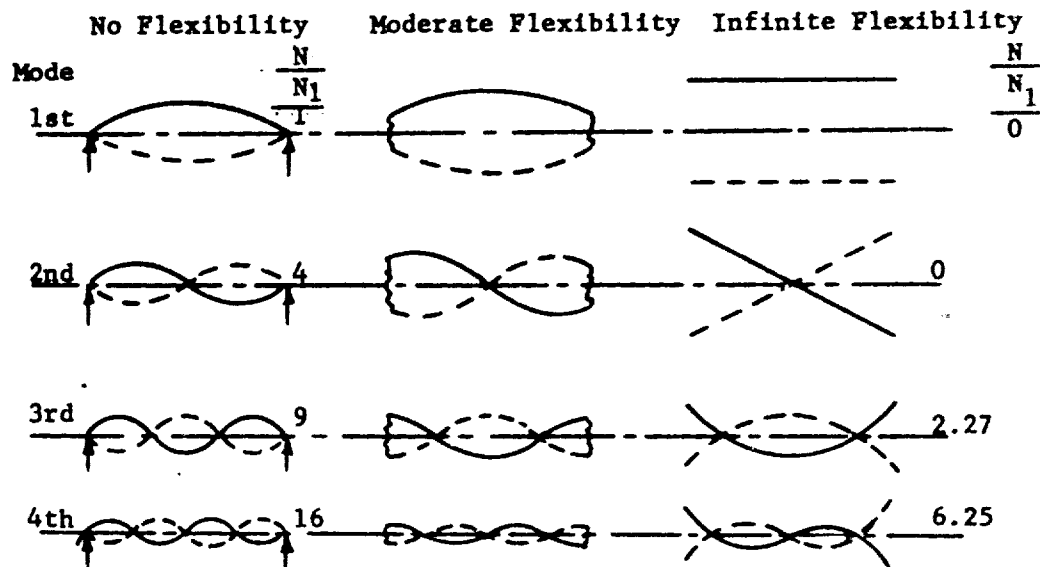 No Flexibility Moderate Flexibility Infinite Flexibility
Mode N/N1 N/N1
1st 1 0
2nd 4 0
3rd 9 2.27
4th 16 6.25